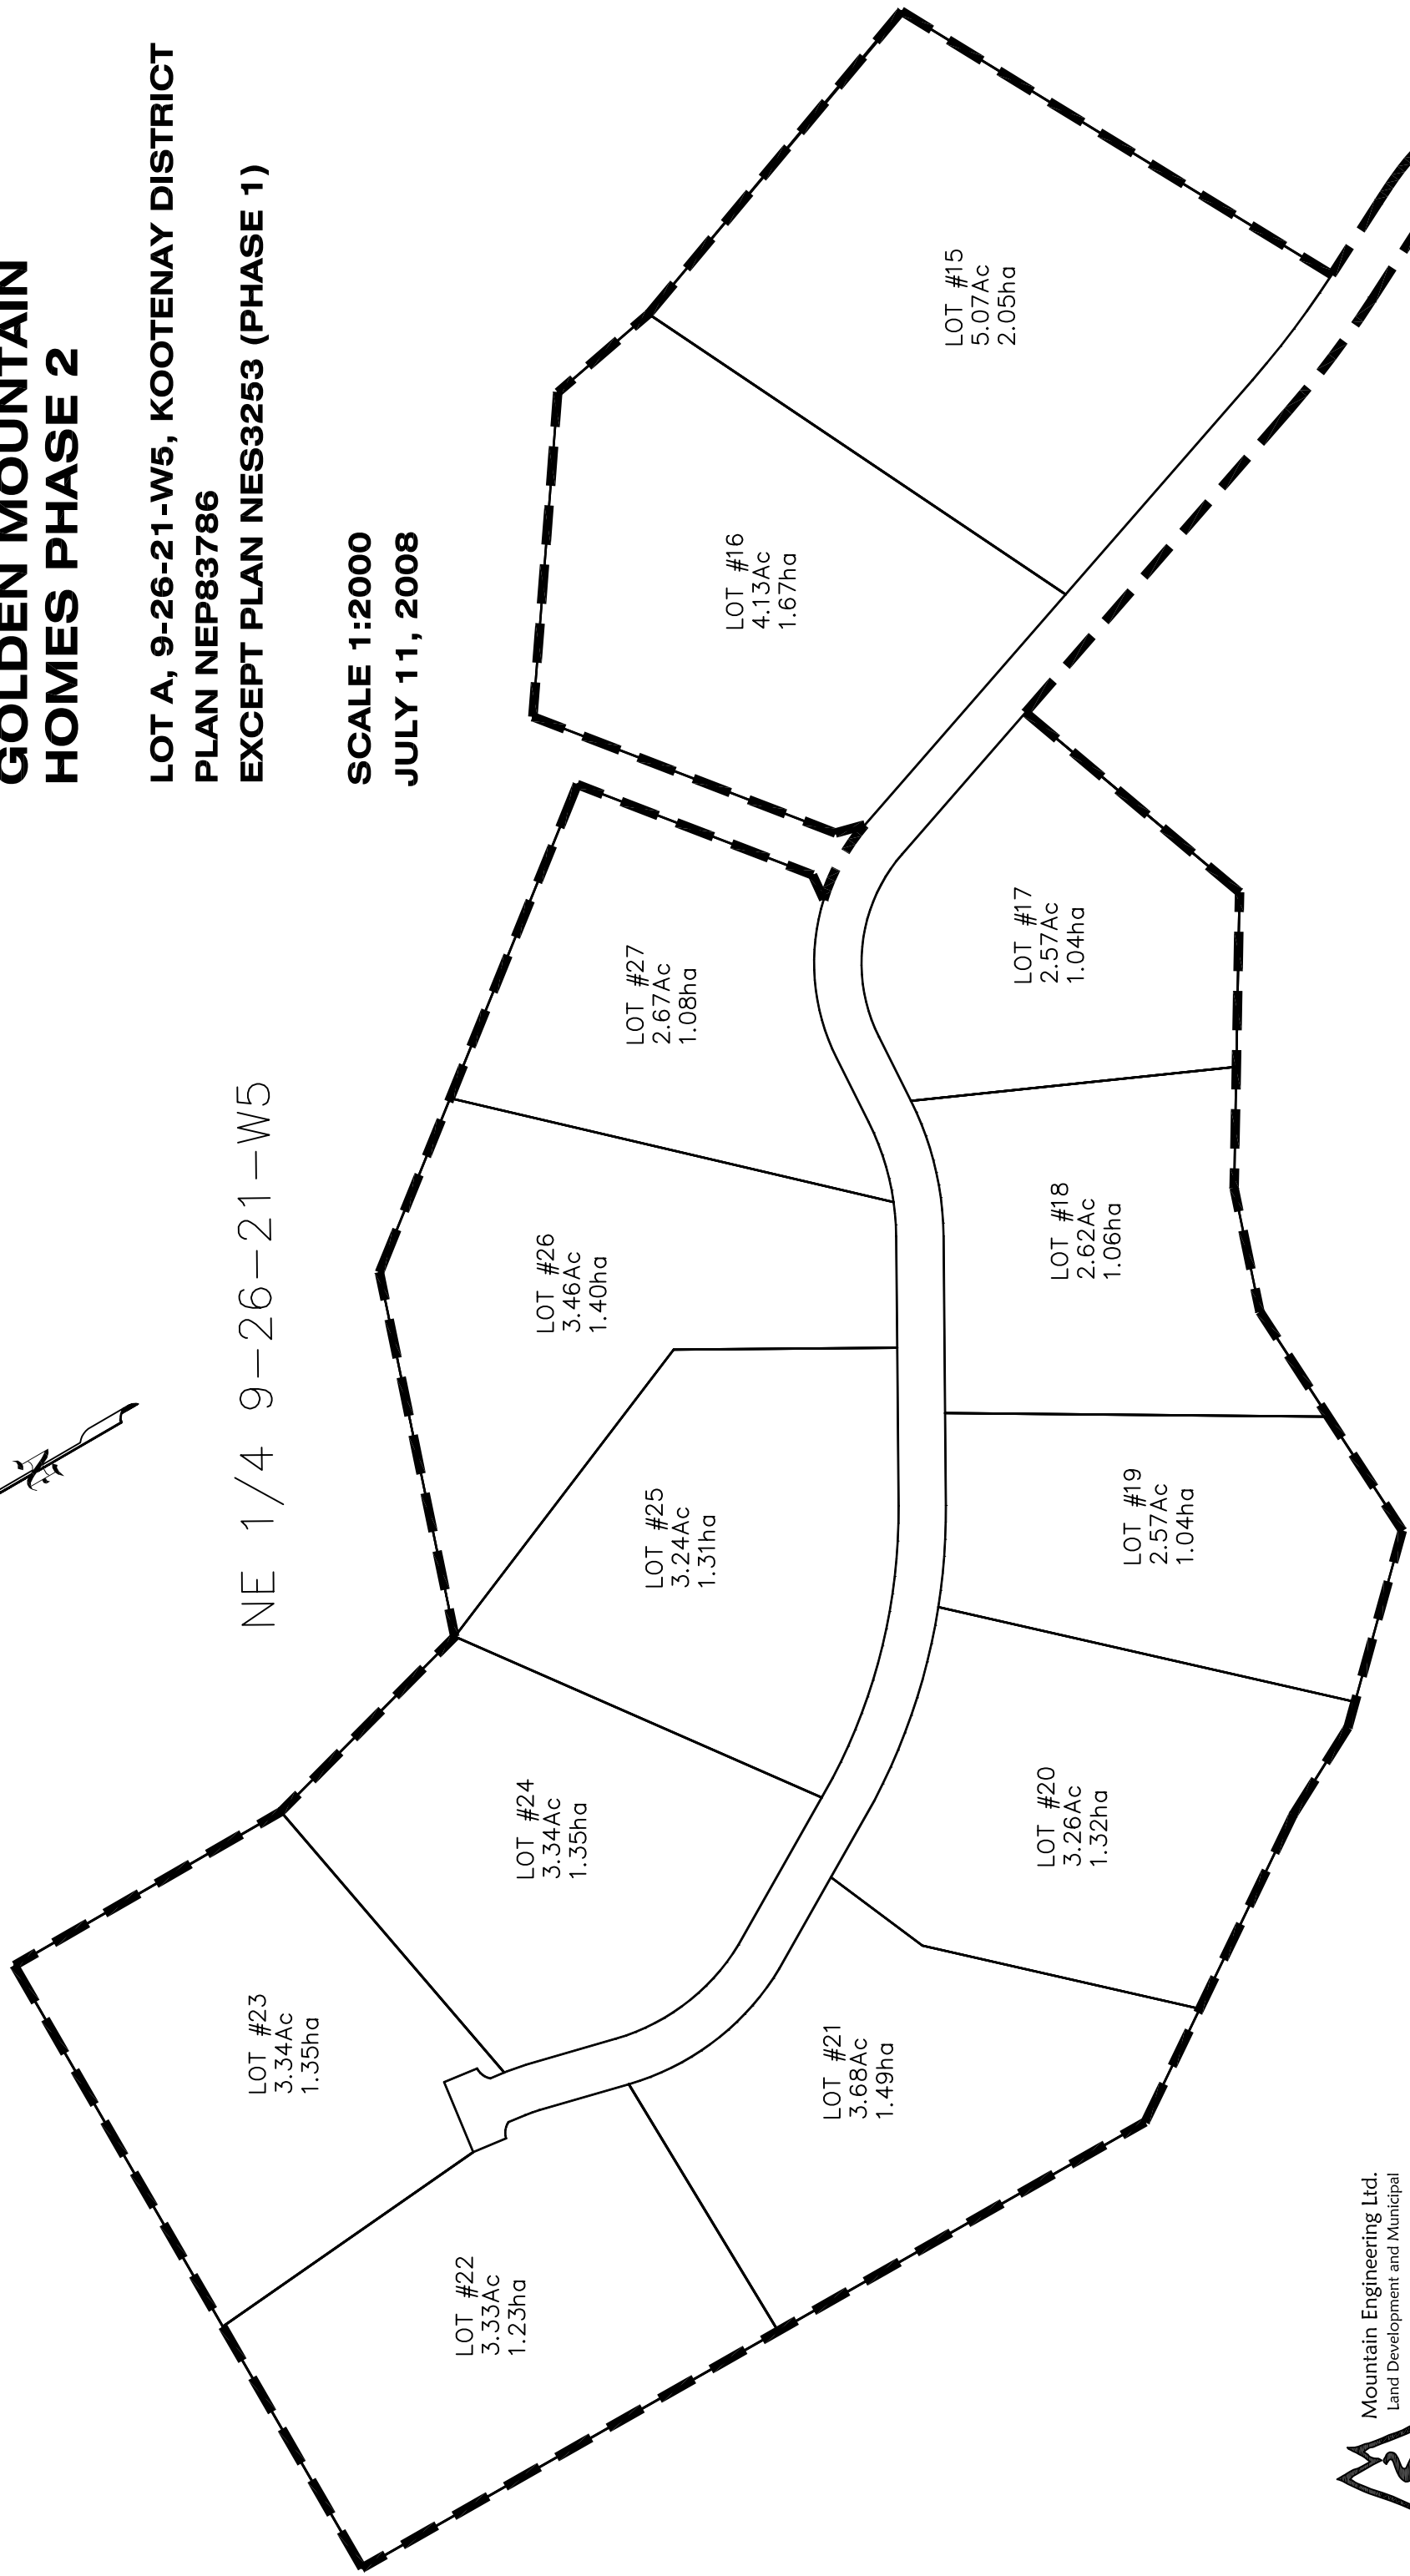 GOLDEN MOUNTAIN
HOMES PHASE 2
LOT A, 9-26-21-W5, KOOTENAY DISTRICT
PLAN NEP83786
EXCEPT PLAN NES3253 (PHASE 1)
SCALE 1:2000
JULY 11, 2008
N
NE 1/4 9-26-21-W5
LOT #23
3.34Ac
1.35ha
LOT #22
3.33Ac
1.23ha
LOT #24
3.34Ac
1.35ha
LOT #26
3.46Ac
1.40ha
LOT #27
2.67Ac
1.08ha
LOT #25
3.24Ac
1.31ha
LOT #16
4.13Ac
1.67ha
LOT #21
3.68Ac
1.49ha
LOT #15
5.07Ac
2.05ha
LOT #17
2.57Ac
1.04ha
LOT #20
3.26Ac
1.32ha
LOT #18
2.62Ac
1.06ha
LOT #19
2.57Ac
1.04ha
Mountain Engineering Ltd.
Land Development and Municipal